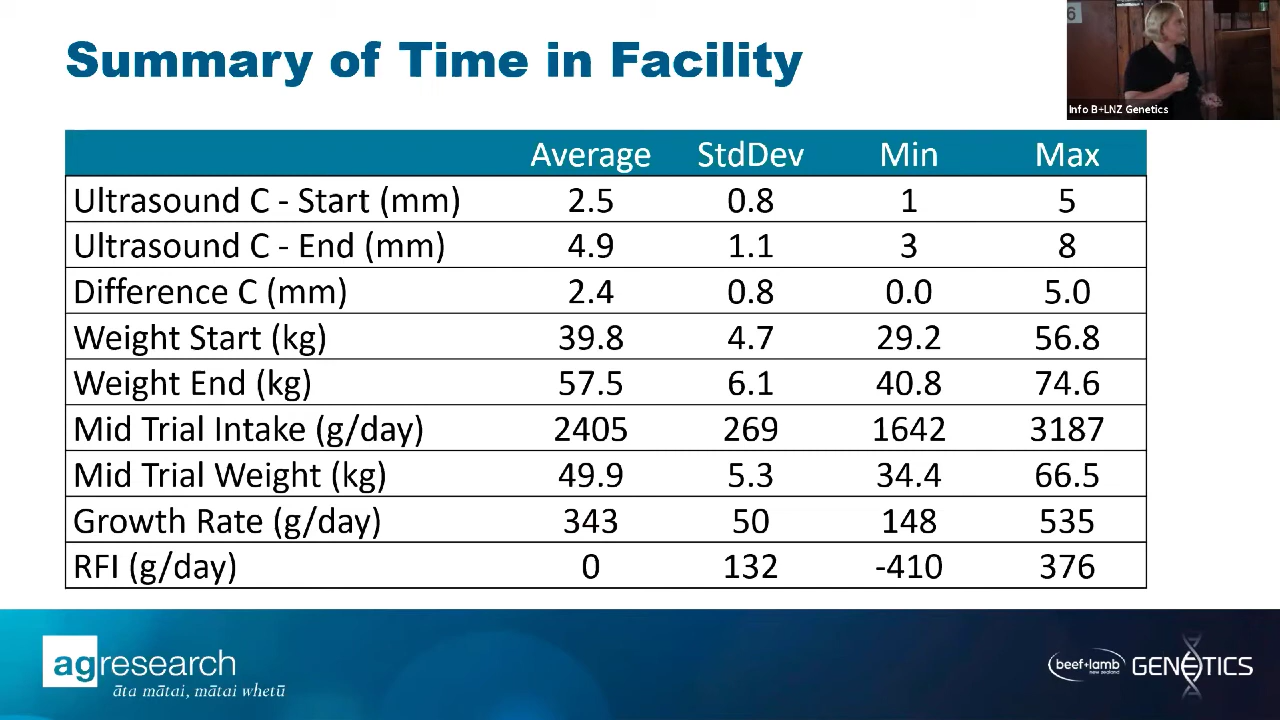 Summary of Time in Facility
6
Info B+LNZ Genetics
Average StdDev Min Max
Ultrasound C - Start (mm) 2.5 0.8 1 5
Ultrasound C - End (mm) 4.9 1.1 3 8
Difference C (mm) 2.4 0.8 0.0 5.0
Weight Start (kg) 39.8 4.7 29.2 56.8
Weight End (kg) 57.5 6.1 40.8 74.6
Mid Trial Intake (g/day) 2405 269 1642 3187
Mid Trial Weight (kg) 49.9 5.3 34.4 66.5
Growth Rate (g/day) 343 50 148 535
RFI (g/day) 0 132 -410 376
agresearch
āta mātai, mātai whetū
beef+lamb
new zealand
GENETICS